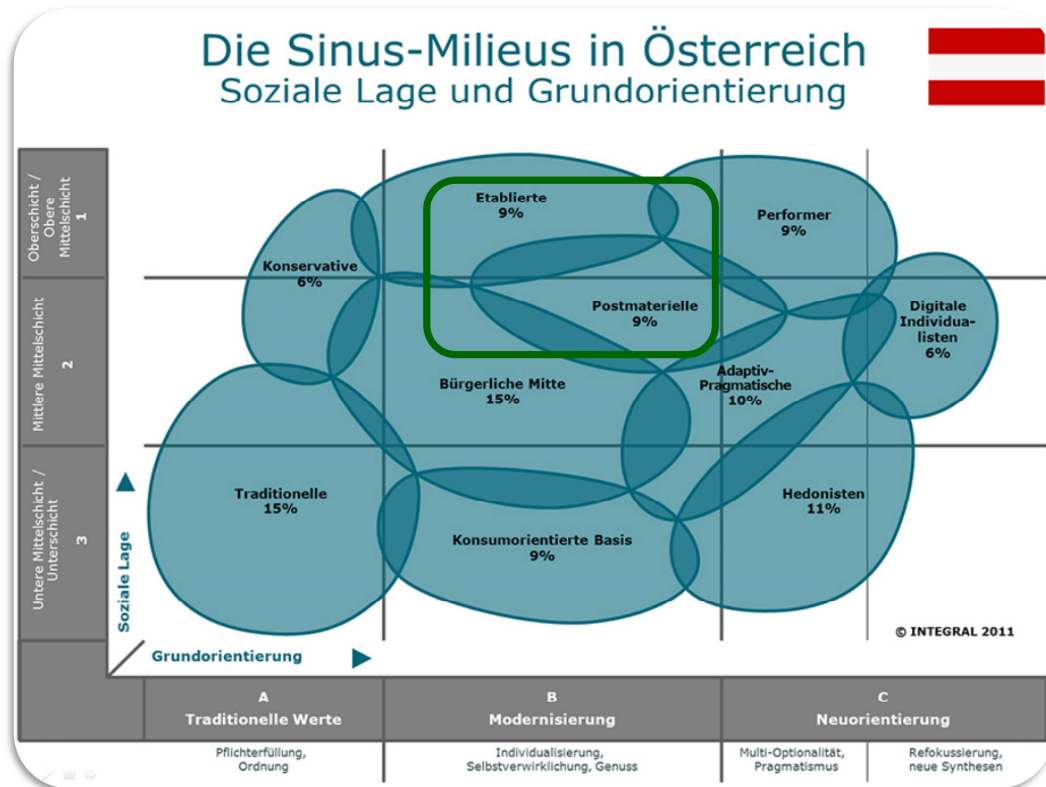 Die Sinus-Milieus in Österreich
Soziale Lage und Grundorientierung
Oberschicht /
Obere
Mittelschicht
1
Mittlere Mittelschicht
2
Untere Mittelschicht /
Unterschicht
3
Soziale Lage
Etablierte
9%
Performer
9%
Konservative
6%
Postmaterielle
9%
Digitale
Individua-
listen
6%
Bürgerliche Mitte
15%
Adaptiv-
Pragmatische
10%
Traditionelle
15%
Hedonisten
11%
Konsumorientierte Basis
9%
© INTEGRAL 2011
Grundorientierung
A
Traditionelle Werte
B
Modernisierung
C
Neuorientierung
Pflichterfüllung,
Ordnung
Individualisierung,
Selbstverwirklichung, Genuss
Multi-Optionalität,
Pragmatismus
Refokussierung,
neue Synthesen